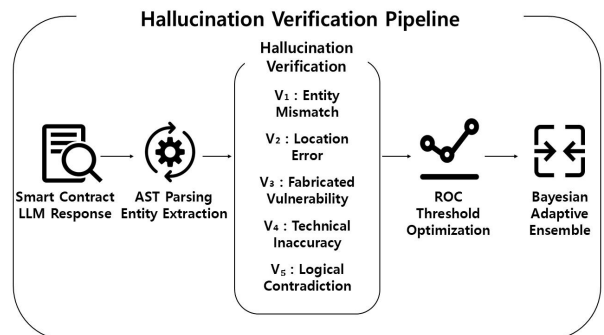 Hallucination Verification Pipeline
Smart Contract
LLM Response
AST Parsing
Entity Extraction
Hallucination
Verification
V₁ : Entity
Mismatch
V₂ : Location
Error
V₃ : Fabricated
Vulnerability
V₄ : Technical
Inaccuracy
V₅ : Logical
Contradiction
ROC
Threshold
Optimization
Bayesian
Adaptive
Ensemble